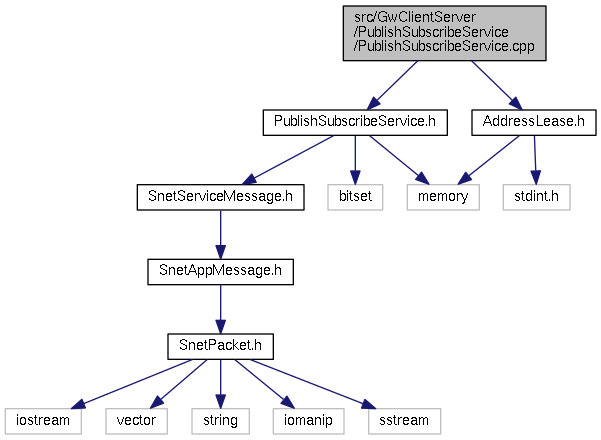 src/GwClientServer
/PublishSubscribeService
/PublishSubscribeService.cpp
PublishSubscribeService.h
AddressLease.h
SnetServiceMessage.h
bitset
memory
stdint.h
SnetAppMessage.h
SnetPacket.h
iostream
vector
string
iomanip
sstream